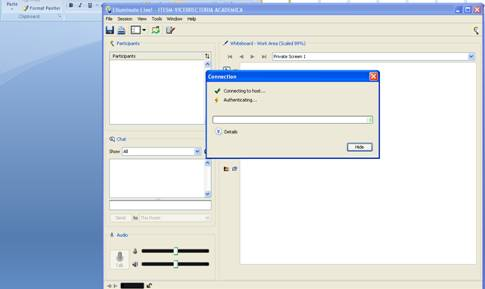 Paste
Format Painter
Clipboard
B I U
Elluminate Live! - ITESM-VICERRECTORIA ACADEMICA
File Session View Tools Window Help
Participants
Participants
Whiteboard - Work Area (Scaled 89%)
Private Screen 1
Connection
Connecting to host...
Authenticating...
Details
Hide
Chat
Show All
Send to This Room
Audio
Talk